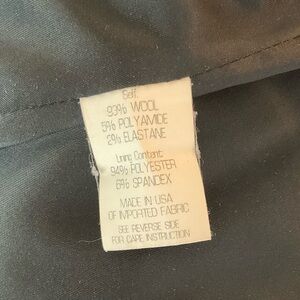 Self:
93% WOOL
5% POLYAMIDE
2% ELASTANE
Lining Content:
94% POLYESTER
6% SPANDEX
MADE IN USA
OF IMPORTED FABRIC
SEE REVERSE SIDE
FOR CARE INSTRUCTION